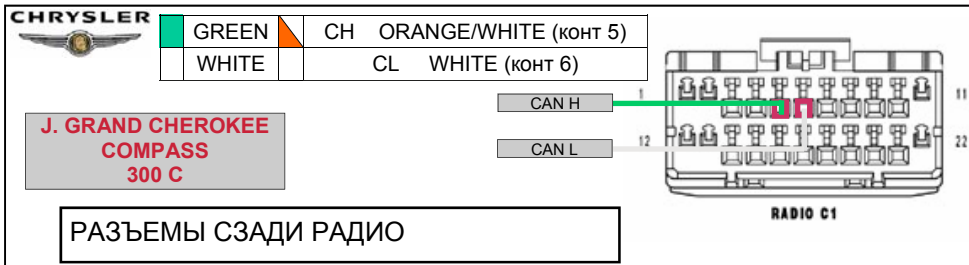 CHRYSLER
GREEN CH ORANGE/WHITE (конт 5)
WHITE CL WHITE (конт 6)
CAN H
1 11
J. GRAND CHEROKEE
COMPASS
300 C
CAN L
12 22
RADIO C1
РАЗЪЕМЫ СЗАДИ РАДИО